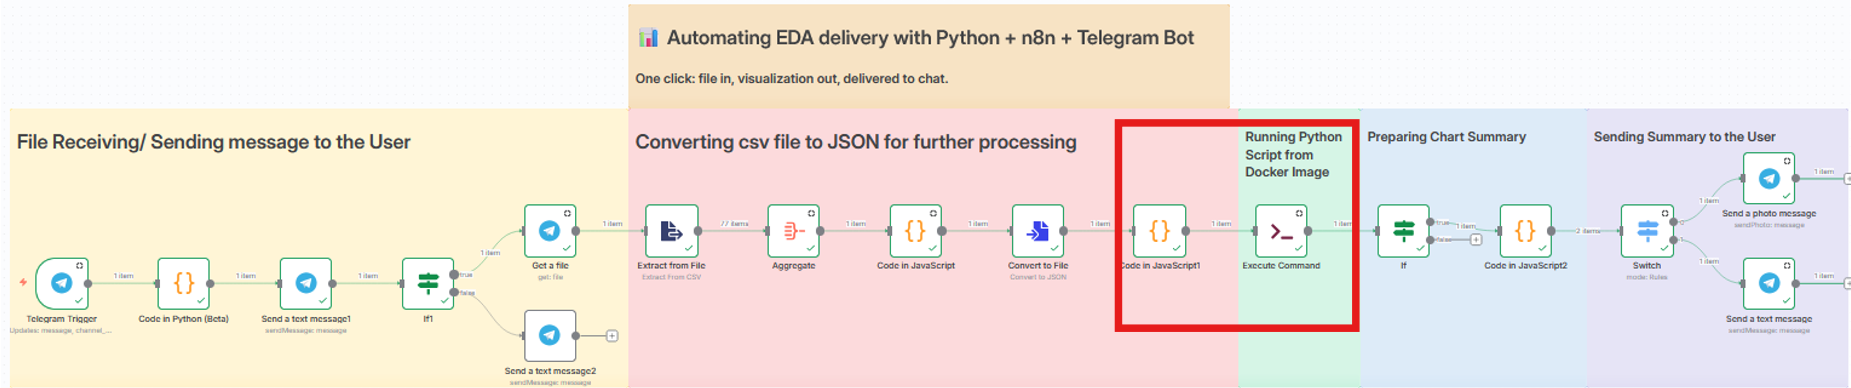 Automating EDA delivery with Python + n8n + Telegram Bot
One click: file in, visualization out, delivered to chat.
File Receiving/ Sending message to the User
Converting csv file to JSON for further processing
Running Python
Script from
Docker Image
Preparing Chart Summary
Sending Summary to the User
Telegram Trigger
Updates: message, channel_...
1 item
Code in Python (Beta)
1 item
Send a text message1
sendMessage: message
1 item
If1
true
false
1 item
Get a file
get: file
Send a text message2
sendMessage: message
1 item
Extract from File
Extract From CSV
77 items
Aggregate
1 item
Code in JavaScript
1 item
Convert to File
Convert to JSON
1 item
Code in JavaScript1
1 item
Execute Command
1 item
If
true
false
1 item
Code in JavaScript2
2 items
Switch
mode: Rules
0
1
1 item
Send a photo message
sendPhoto: message
1 item
1 item
Send a text message
sendMessage: message
1 item